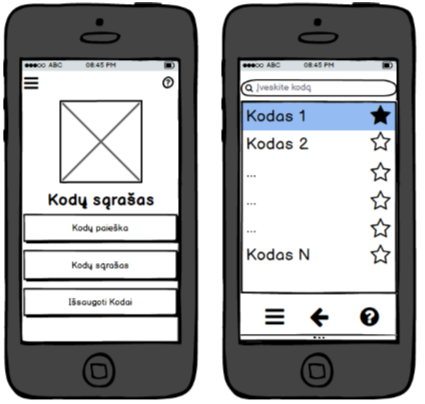 ABC 08:45 PM
Kodų sąrašas
Kodų paieška
Kodų sąrašas
Išsaugoti Kodai
ABC 08:45 PM
Įveskite kodą
Kodas 1
Kodas 2
...
...
...
Kodas N